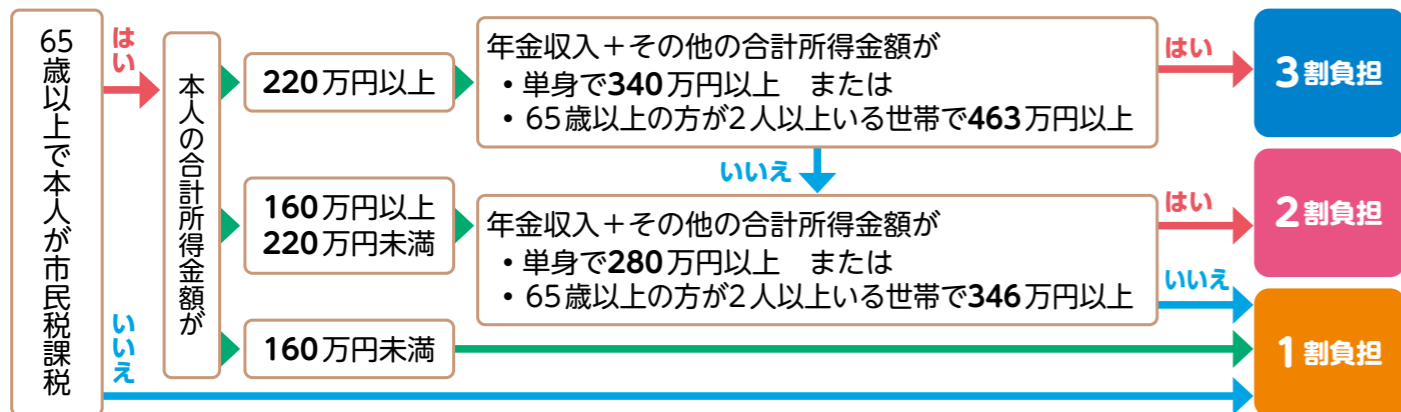 65歳以上で本人が市民税課税
はい
いいえ
本人の合計所得金額が
220万円以上
年金収入＋その他の合計所得金額が
・単身で340万円以上　または
・65歳以上の方が2人以上いる世帯で463万円以上
はい
3割負担
いいえ
160万円以上
220万円未満
年金収入＋その他の合計所得金額が
・単身で280万円以上　または
・65歳以上の方が2人以上いる世帯で346万円以上
はい
2割負担
いいえ
160万円未満
1割負担